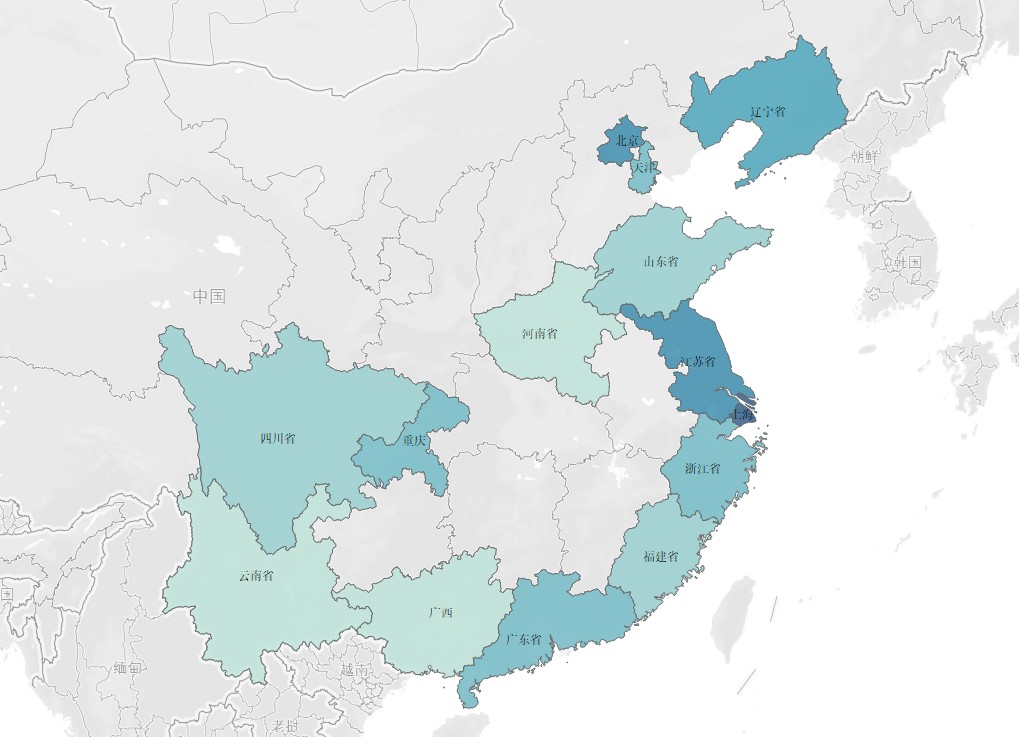 辽宁省
北京
朝鲜
天津
山东省
韩国
中国
河南省
江苏省
上海
四川省
重庆
浙江省
福建省
云南省
国
广西
广东省
缅甸
越南
老挝